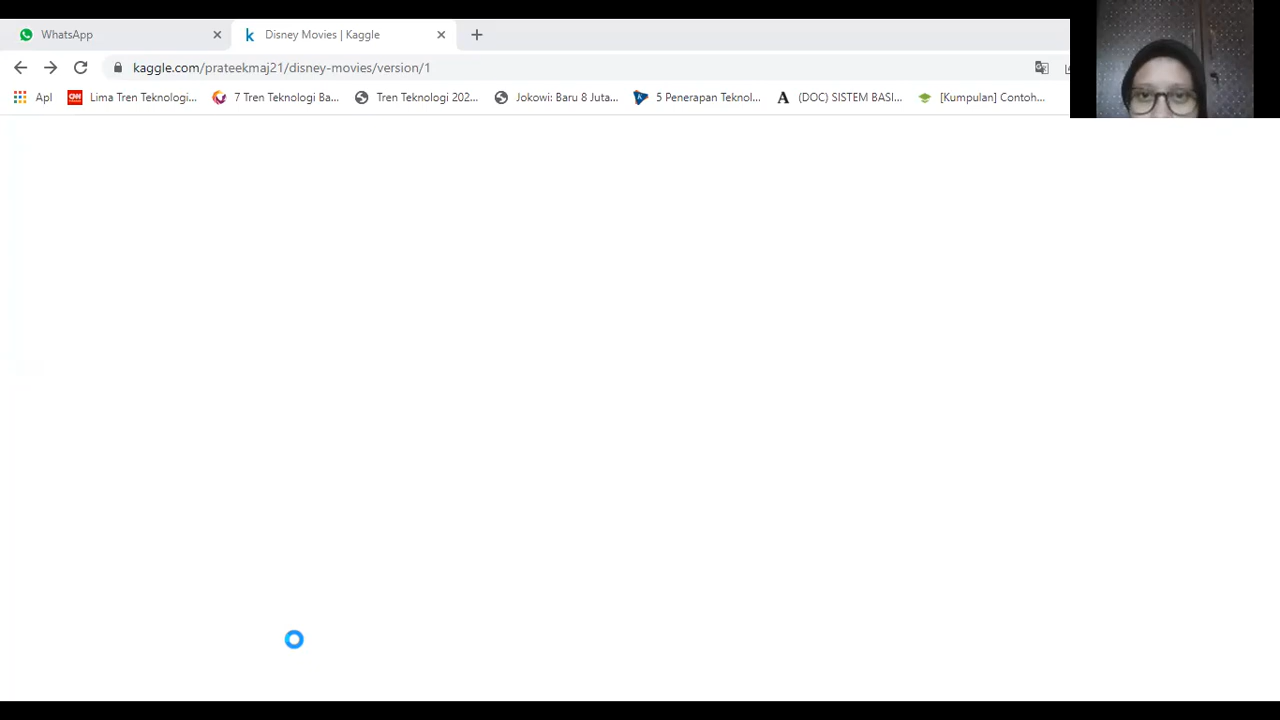 WhatsApp
k Disney Movies | Kaggle
kaggle.com/prateekmaj21/disney-movies/version/1
Apl CNN Lima Tren Teknologi... 7 Tren Teknologi Ba... Tren Teknologi 202... Jokowi: Baru 8 Juta... 5 Penerapan Teknol... A (DOC) SISTEM BASI... [Kumpulan] Contoh...